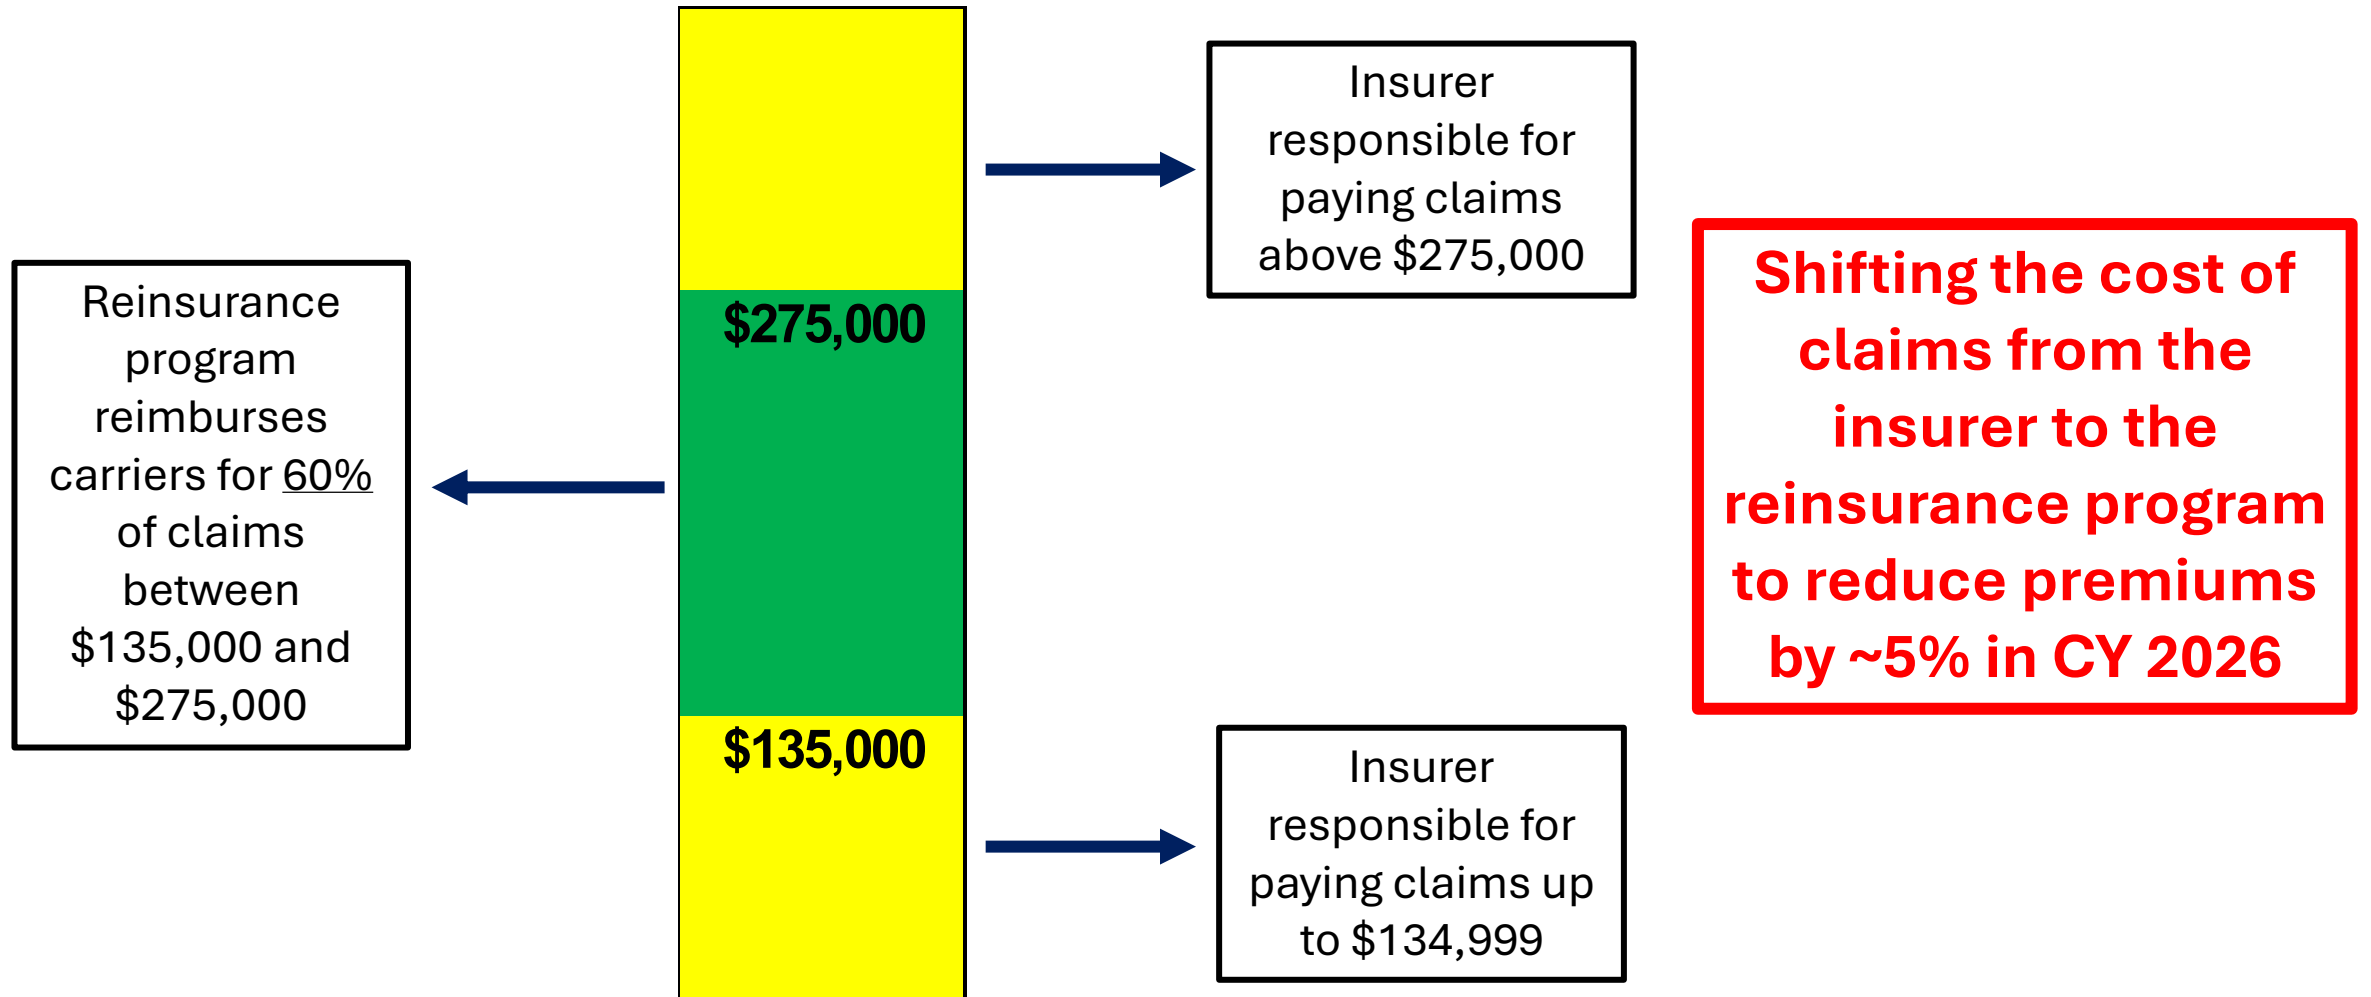 Reinsurance
program
reimburses
carriers for 60%
of claims
between
$135,000 and
$275,000
$275,000
$135,000
Insurer
responsible for
paying claims
above $275,000
Insurer
responsible for
paying claims up
to $134,999
Shifting the cost of
claims from the
insurer to the
reinsurance program
to reduce premiums
by ~5% in CY 2026